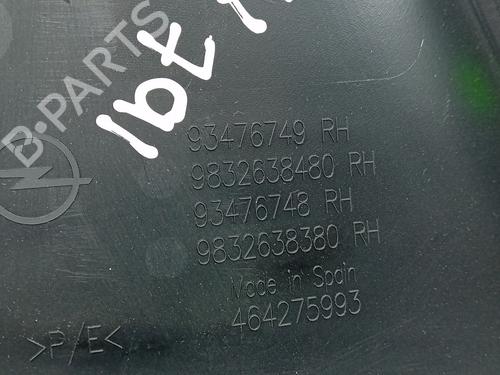 B-PARTS
93476749 RH
9832638480 RH
93476748 RH
9832638380 RH
Made in Spain
464275993
>P/E<